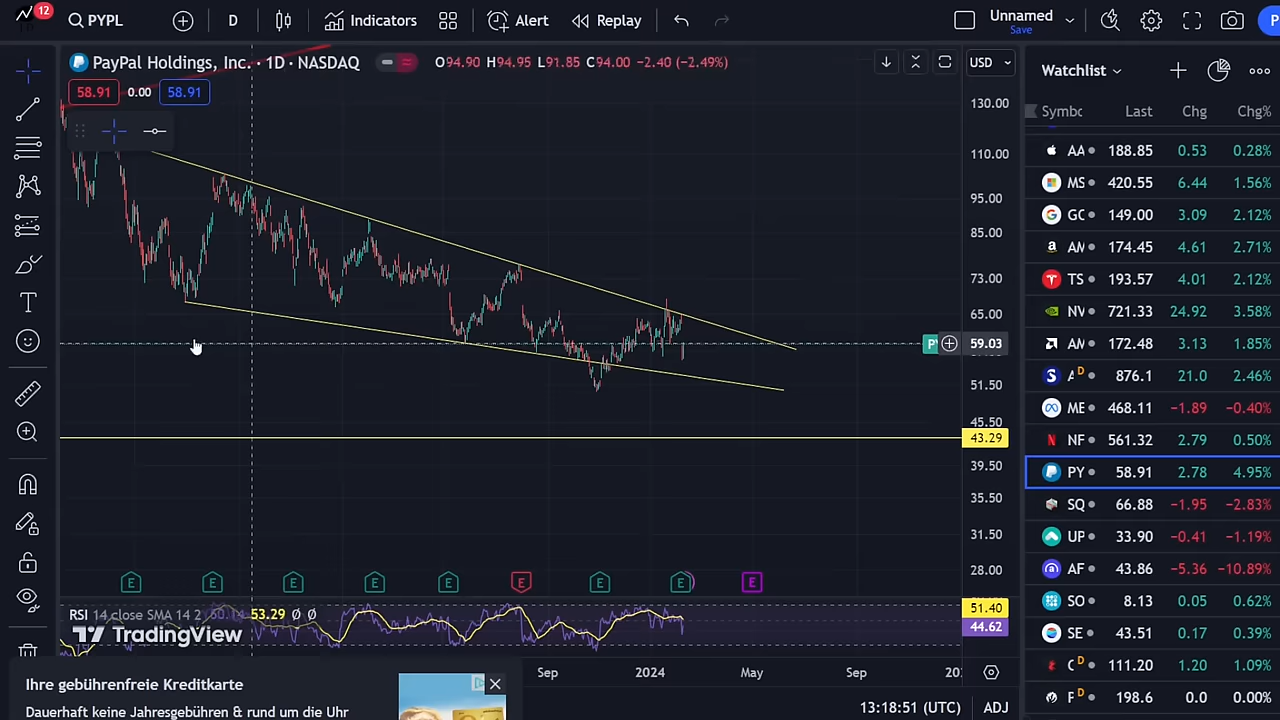 12
PYPL
D
Indicators
Alert
Replay
Unnamed
Save
P
PayPal Holdings, Inc. · 1D · NASDAQ
O94.90 H94.95 L91.85 C94.00 −2.40 (−2.49%)
USD
58.91 0.00 58.91
130.00
110.00
95.00
85.00
73.00
65.00
59.03
51.50
45.50
43.29
39.50
35.50
31.50
28.00
E E E E E E E E E
RSI 14 close SMA 14 2 53.29 Ø Ø
51.40
44.62
TradingView
Sep 2024 May Sep
13:18:51 (UTC) ADJ
Ihre gebührenfreie Kreditkarte
Dauerhaft keine Jahresgebühren & rund um die Uhr
Watchlist
Symbc Last Chg Chg%
AA 188.85 0.53 0.28%
MS 420.55 6.44 1.56%
GC 149.00 3.09 2.12%
AM 174.45 4.61 2.71%
TS 193.57 4.01 2.12%
NV 721.33 24.92 3.58%
AM 172.48 3.13 1.85%
A D 876.1 21.0 2.46%
ME 468.11 −1.89 −0.40%
NF 561.32 2.79 0.50%
PY 58.91 2.78 4.95%
SQ 66.88 −1.95 −2.83%
UP 33.90 −0.41 −1.19%
AF 43.86 −5.36 −10.89%
SO 8.13 0.05 0.62%
SE 43.51 0.17 0.39%
C D 111.20 1.20 1.09%
F D 198.6 0.0 0.00%